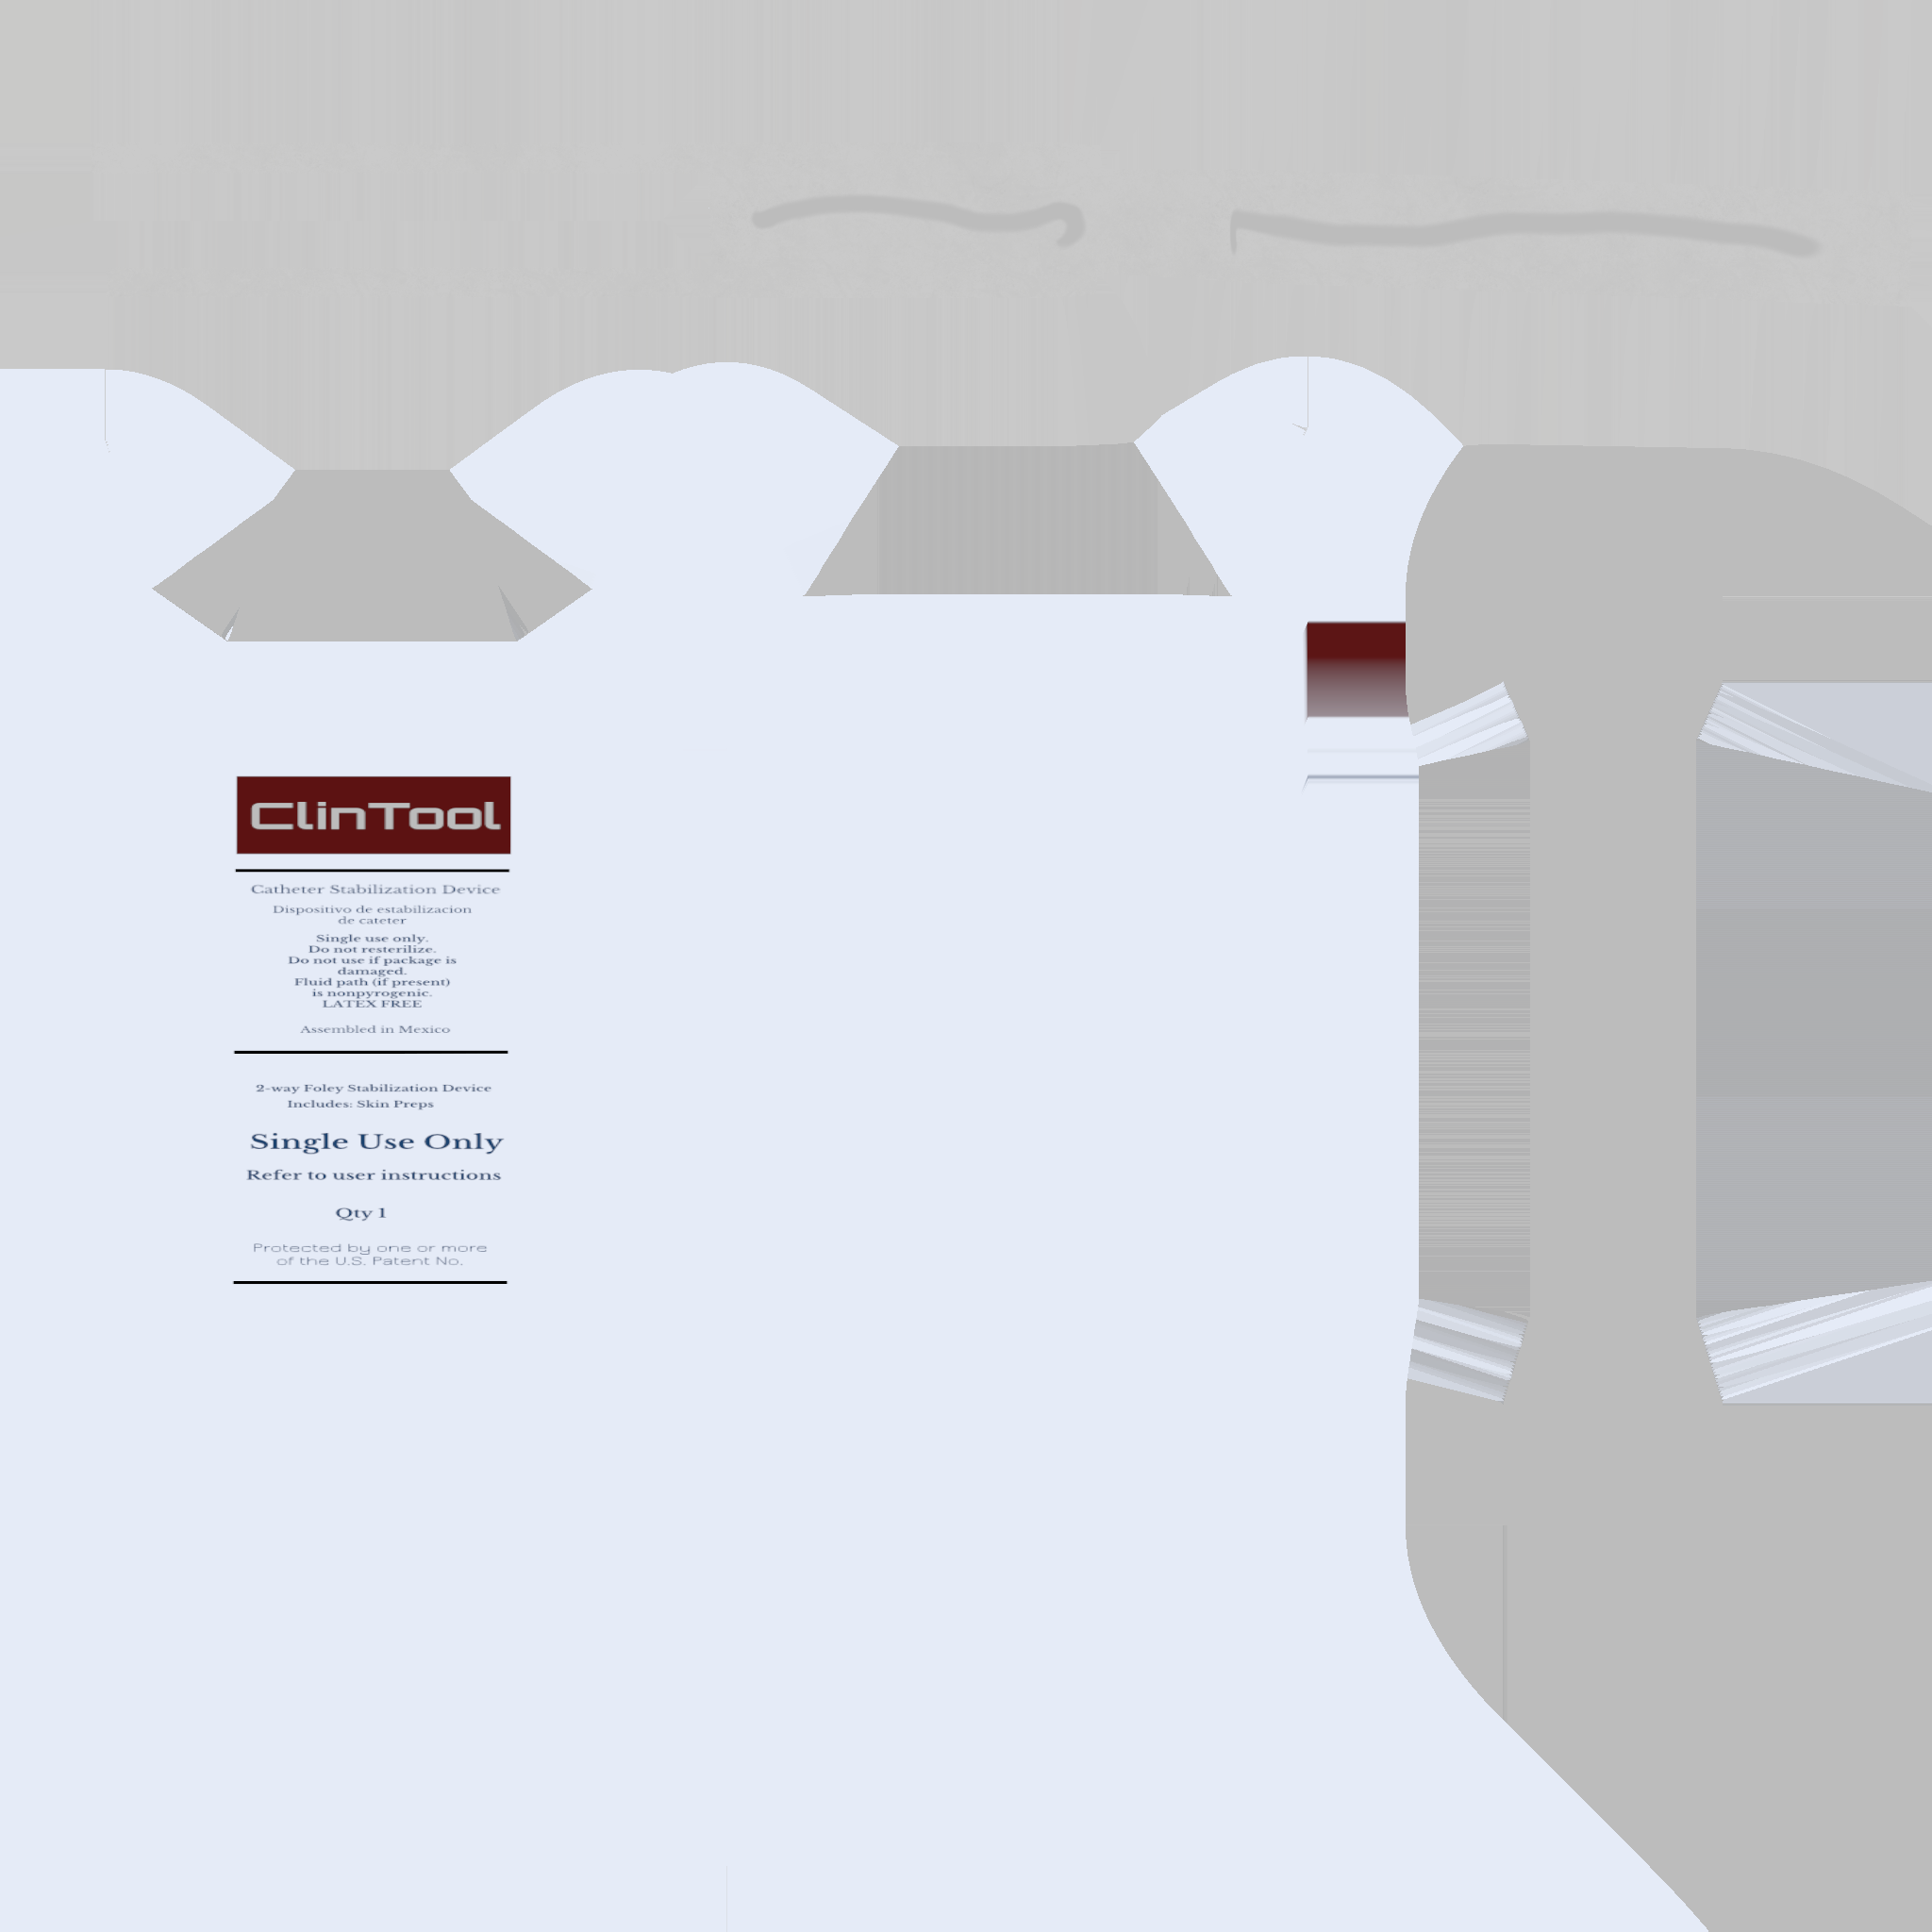 ClinTool
Catheter Stabilization Device
Dispositivo de estabilizacion
de cateter
Single use only.
Do not resterilize.
Do not use if package is
damaged.
Fluid path (if present)
is nonpyrogenic.
LATEX FREE
Assembled in Mexico
2-way Foley Stabilization Device
Includes: Skin Preps
Single Use Only
Refer to user instructions
Qty 1
Protected by one or more
of the U.S. Patent No.